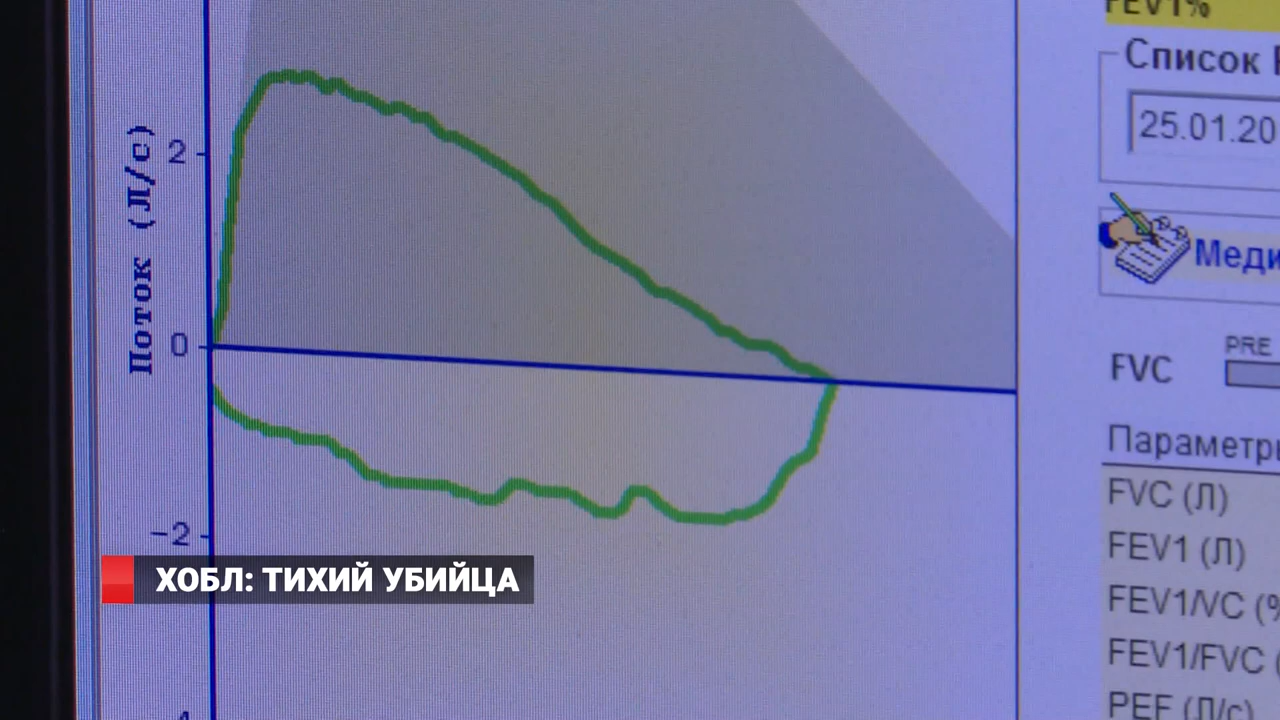 FEV1%
Список
25.01.20
Поток (Л/с)
2
0
-2
Меди
PRE
FVC
Параметры
FVC (Л)
FEV1 (Л)
FEV1/VC (%
FEV1/FVC (
PEF (Л/с)
ХОБЛ: ТИХИЙ УБИЙЦА